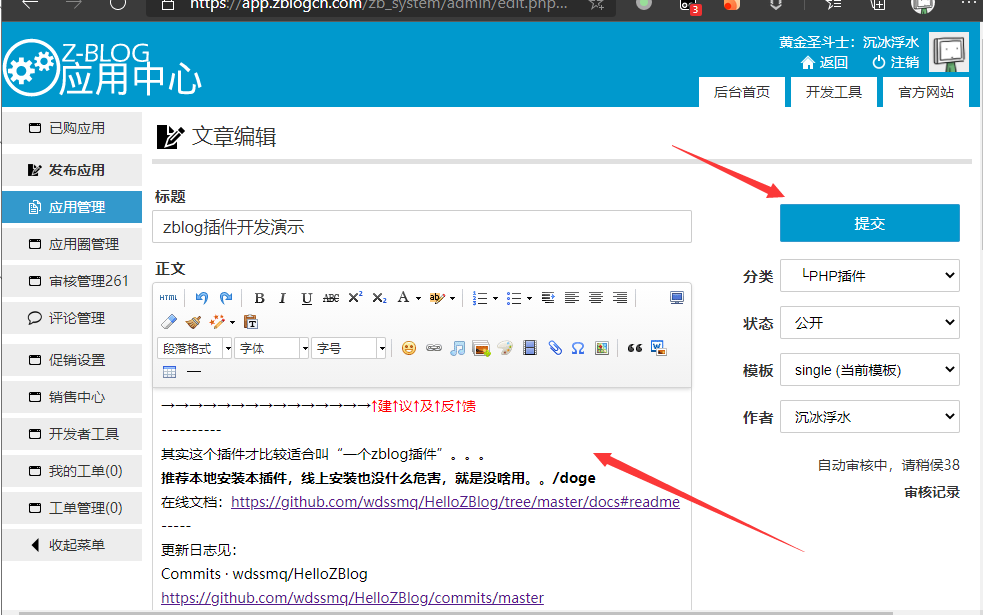 https://app.zblogcn.com/zb_system/admin/edit.php...
3
Z-BLOG
应用中心
黄金圣斗士：沉冰浮水
返回 注销
后台首页 开发工具 官方网站
已购应用
发布应用
应用管理
应用圈管理
审核管理261
评论管理
促销设置
销售中心
开发者工具
我的工单(0)
工单管理(0)
收起菜单
文章编辑
标题
zblog插件开发演示
正文
HTML B I U ABC X² X₂ A ab
段落格式 字体 字号
→→→→→→→→→→→→→→→↑建↑议↑及↑反↑馈
----------
其实这个插件才比较适合叫“一个zblog插件”。。。
推荐本地安装本插件，线上安装也没什么危害，就是没啥用。。/doge
在线文档：https://github.com/wdssmq/HelloZBlog/tree/master/docs#readme
-----
更新日志见：
Commits · wdssmq/HelloZBlog
https://github.com/wdssmq/HelloZBlog/commits/master
提交
分类 └PHP插件
状态 公开
模板 single (当前模板)
作者 沉冰浮水
自动审核中，请稍侯38
审核记录